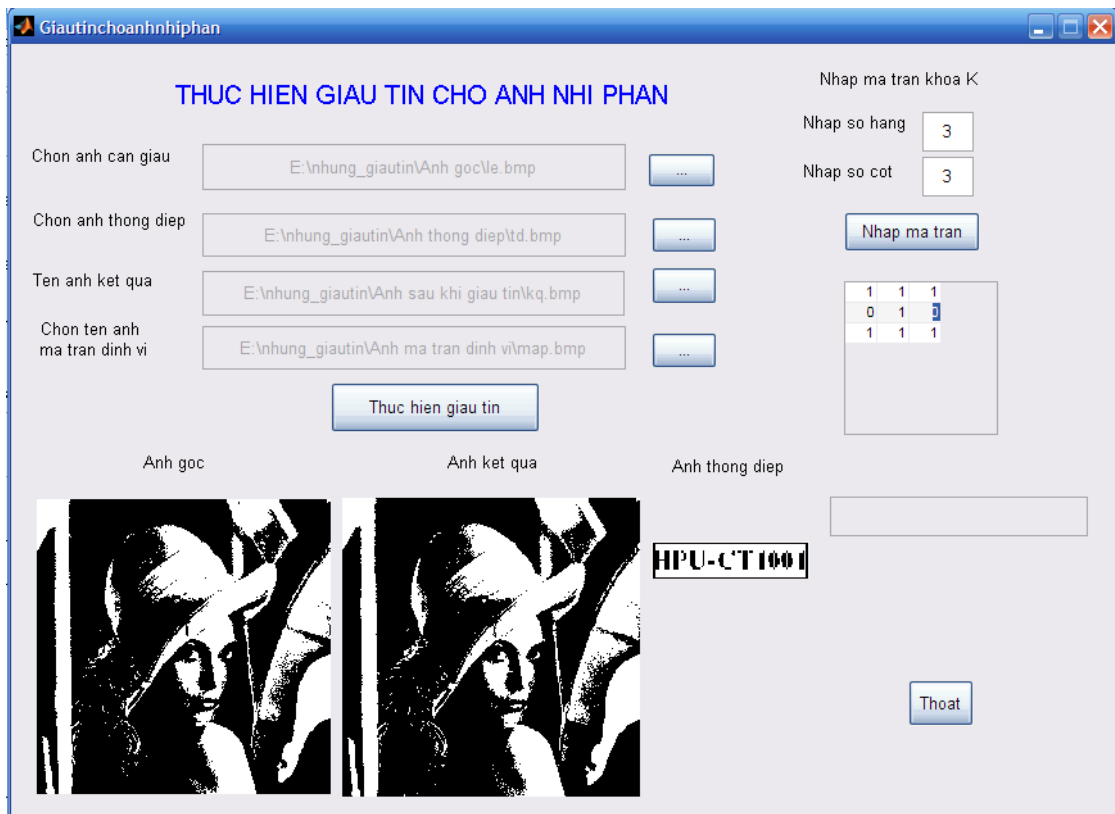 Giautinchoanhnhiphan
THUC HIEN GIAU TIN CHO ANH NHI PHAN
Nhap ma tran khoa K
Nhap so hang 3
Nhap so cot 3
Nhap ma tran
1 1 1
0 1 0
1 1 1
Chon anh can giau E:\nhung_giautin\Anh goc\le.bmp ...
Chon anh thong diep E:\nhung_giautin\Anh thong diep\td.bmp ...
Ten anh ket qua E:\nhung_giautin\Anh sau khi giau tin\kq.bmp ...
Chon ten anh
ma tran dinh vi E:\nhung_giautin\Anh ma tran dinh vi\map.bmp ...
Thuc hien giau tin
Anh goc
Anh ket qua
Anh thong diep
HPU-CT1001
Thoat